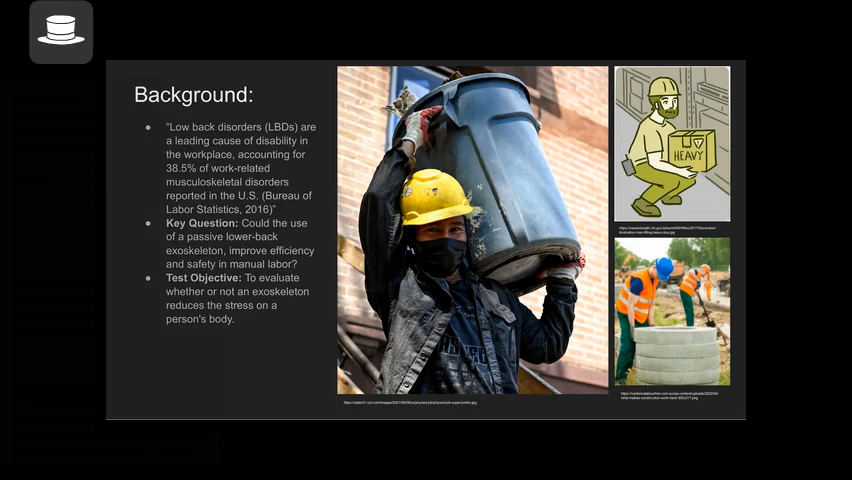 Background:
“Low back disorders (LBDs) are
a leading cause of disability in
the workplace, accounting for
38.5% of work-related
musculoskeletal disorders
reported in the U.S. (Bureau of
Labor Statistics, 2016)”
Key Question: Could the use
of a passive lower-back
exoskeleton, improve efficiency
and safety in manual labor?
Test Objective: To evaluate
whether or not an exoskeleton
reduces the stress on a
person's body.
HEAVY